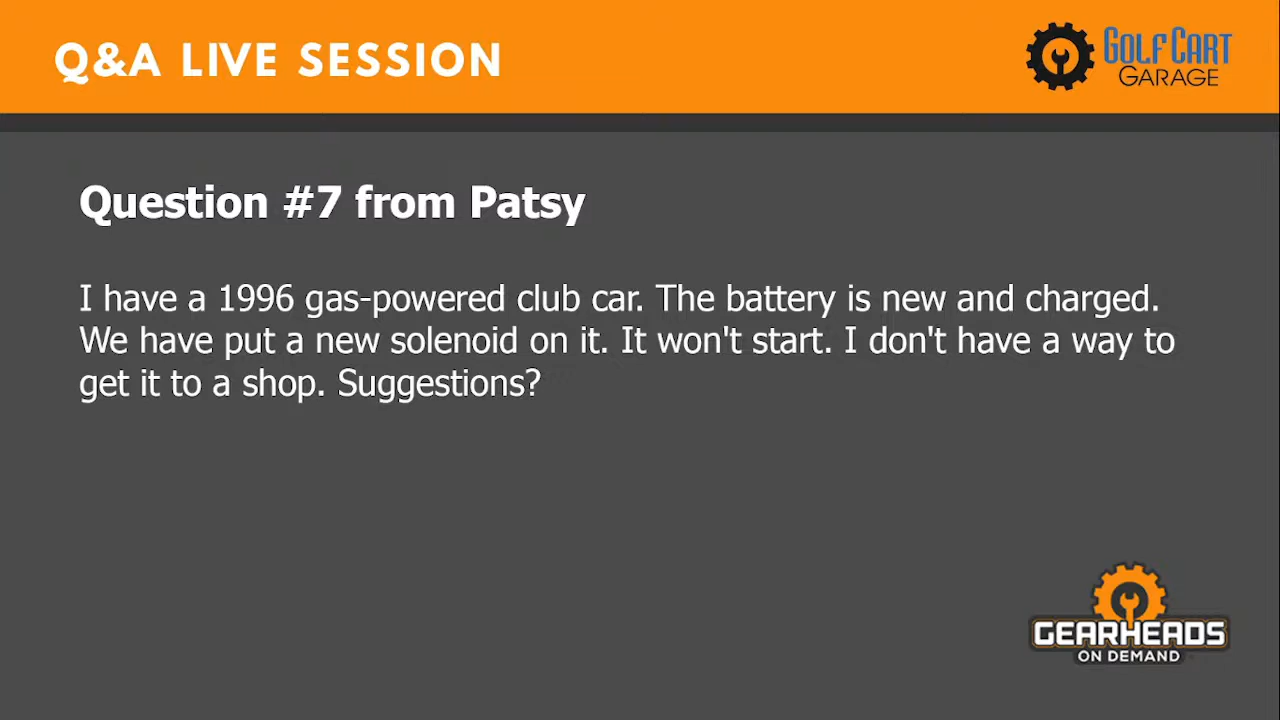 Q&A LIVE SESSION
GOLF CART
GARAGE
Question #7 from Patsy
I have a 1996 gas-powered club car. The battery is new and charged.
We have put a new solenoid on it. It won't start. I don't have a way to
get it to a shop. Suggestions?
GEARHEADS
ON DEMAND